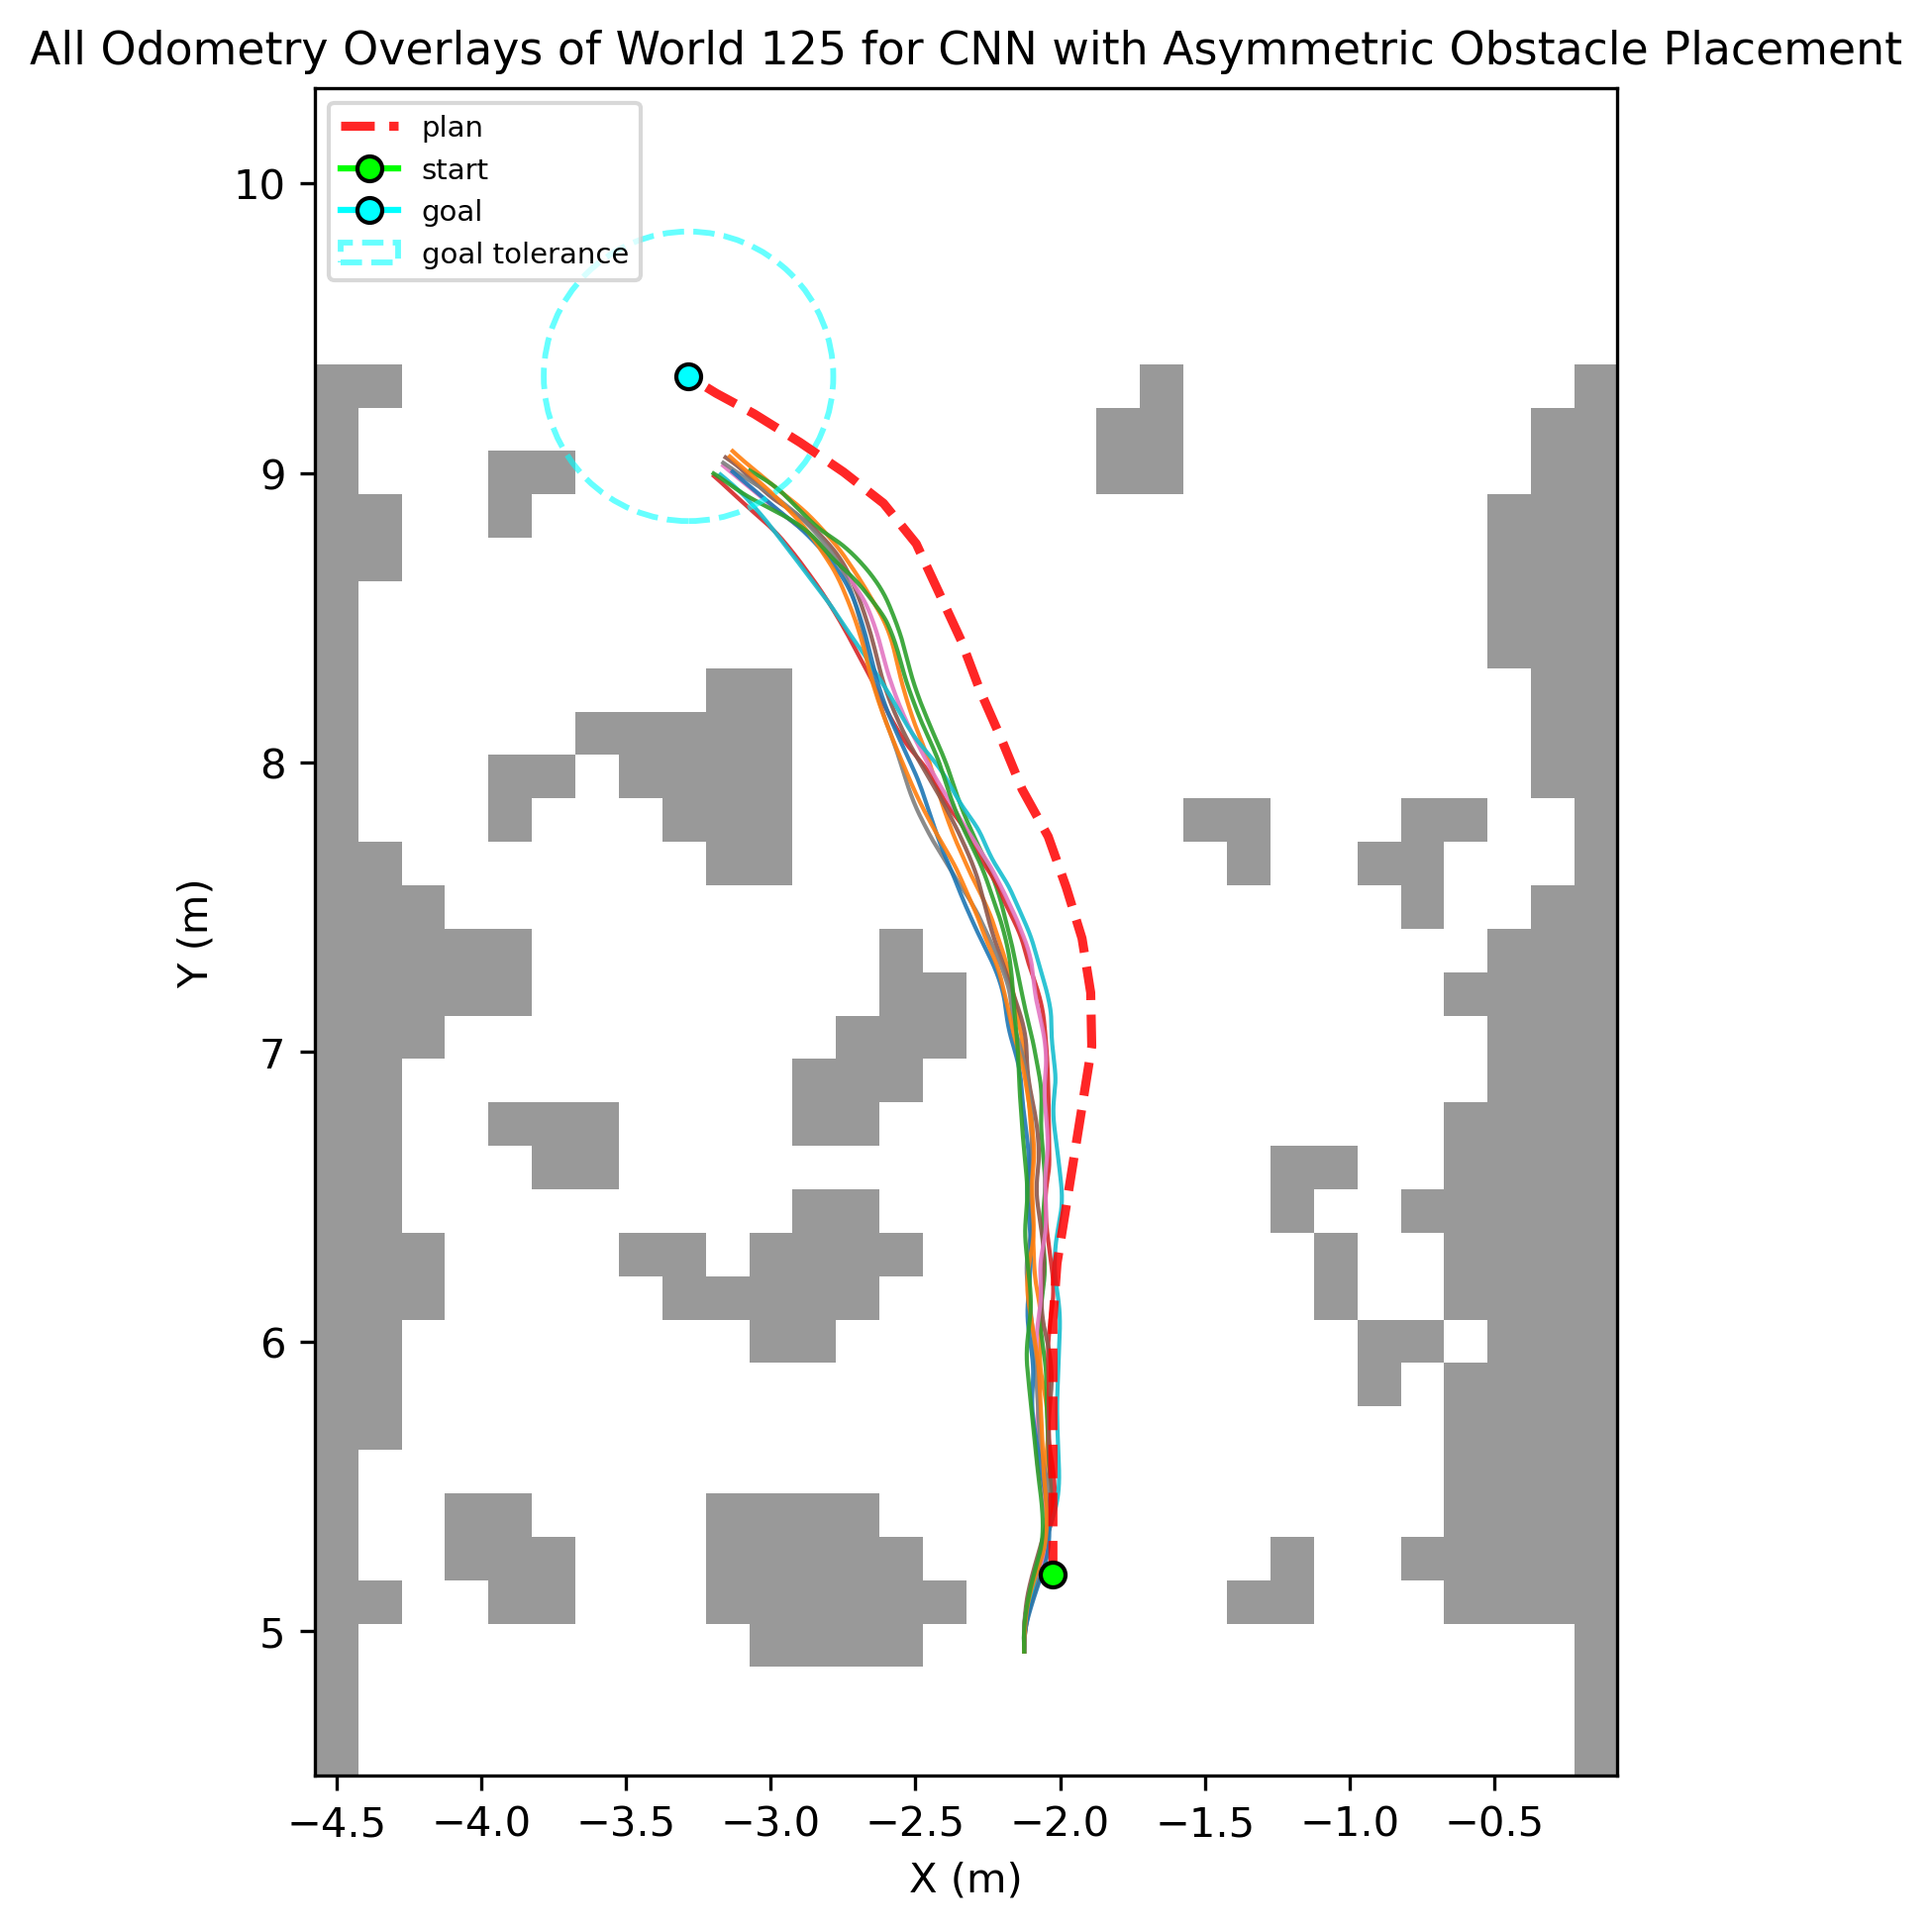 All Odometry Overlays of World 125 for CNN with Asymmetric Obstacle Placement
plan
start
goal
goal tolerance
10
9
8
7
6
5
Y (m)
−4.5 −4.0 −3.5 −3.0 −2.5 −2.0 −1.5 −1.0 −0.5
X (m)